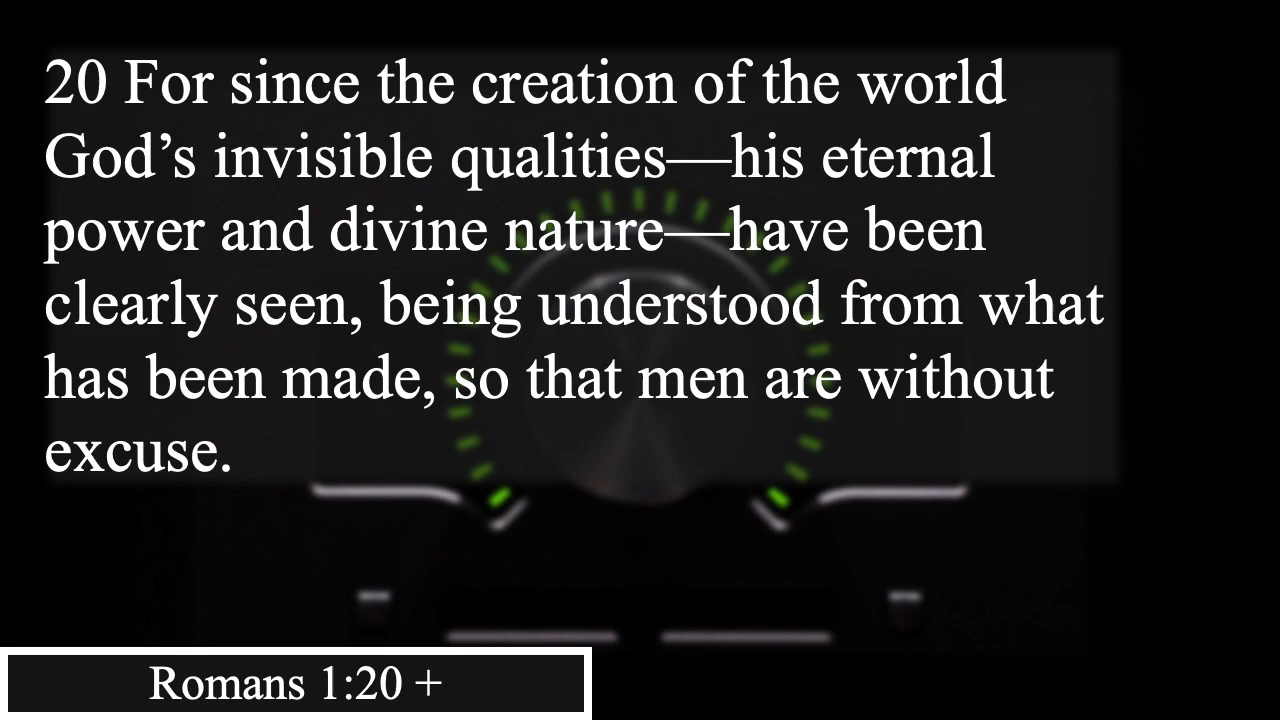 20 For since the creation of the world
God’s invisible qualities—his eternal
power and divine nature—have been
clearly seen, being understood from what
has been made, so that men are without
excuse.
Romans 1:20 +